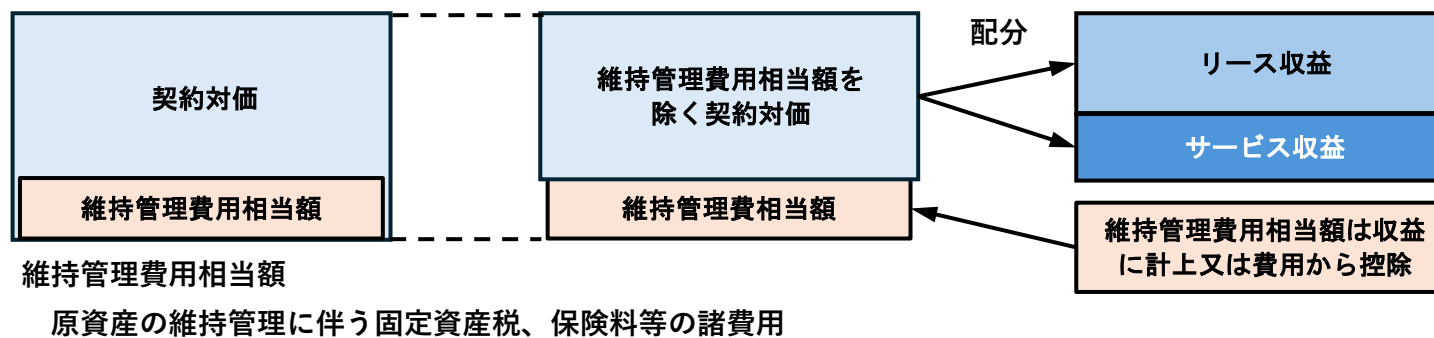 契約対価
維持管理費用相当額
維持管理費用相当額を
除く契約対価
維持管理費相当額
配分
リース収益
サービス収益
維持管理費用相当額は収益
に計上又は費用から控除
維持管理費用相当額
原資産の維持管理に伴う固定資産税、保険料等の諸費用